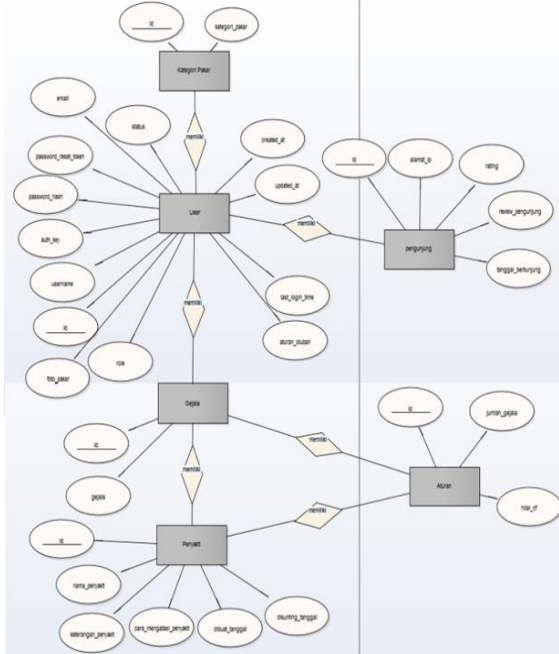 id
kategori_pakar
Kategori Pakar
email
status
memiliki
created_at
password_reset_token
updated_at
password_hash
User
auth_key
username
id
foto_pakar
role
last_login_time
aturan_diubah
memiliki
memiliki
id
alamat_ip
rating
review_pengunjung
pengunjung
tanggal_berkunjung
Gejala
id
gejala
memiliki
memiliki
id
jumlah_gejala
Aturan
nilai_cf
memiliki
Penyakit
id
nama_penyakit
keterangan_penyakit
cara_mengatasi_penyakit
dibuat_tanggal
disunting_tanggal